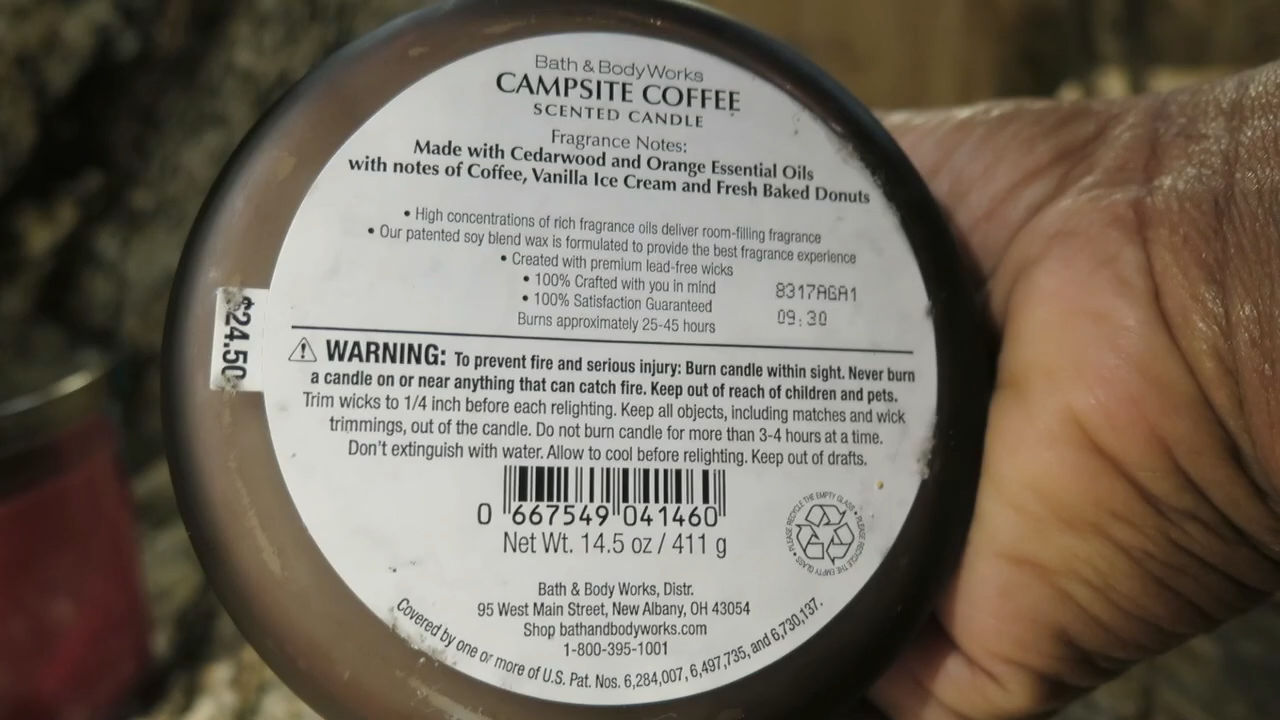 Bath & Body Works
CAMPSITE COFFEE
SCENTED CANDLE
Fragrance Notes:
Made with Cedarwood and Orange Essential Oils
with notes of Coffee, Vanilla Ice Cream and Fresh Baked Donuts
• High concentrations of rich fragrance oils deliver room-filling fragrance
• Our patented soy blend wax is formulated to provide the best fragrance experience
• Created with premium lead-free wicks
• 100% Crafted with you in mind
• 100% Satisfaction Guaranteed
Burns approximately 25-45 hours
8317AGA1
09:30
$24.50
WARNING: To prevent fire and serious injury: Burn candle within sight. Never burn
a candle on or near anything that can catch fire. Keep out of reach of children and pets.
Trim wicks to 1/4 inch before each relighting. Keep all objects, including matches and wick
trimmings, out of the candle. Do not burn candle for more than 3-4 hours at a time.
Don't extinguish with water. Allow to cool before relighting. Keep out of drafts.
0 667549 041460
Net Wt. 14.5 oz / 411 g
PLEASE RECYCLE THE EMPTY GLASS • PLEASE RECYCLE THE EMPTY GLASS •
Bath & Body Works, Distr.
95 West Main Street, New Albany, OH 43054
Shop bathandbodyworks.com
1-800-395-1001
Covered by one or more of U.S. Pat. Nos. 6,284,007, 6,497,735, and 6,730,137.